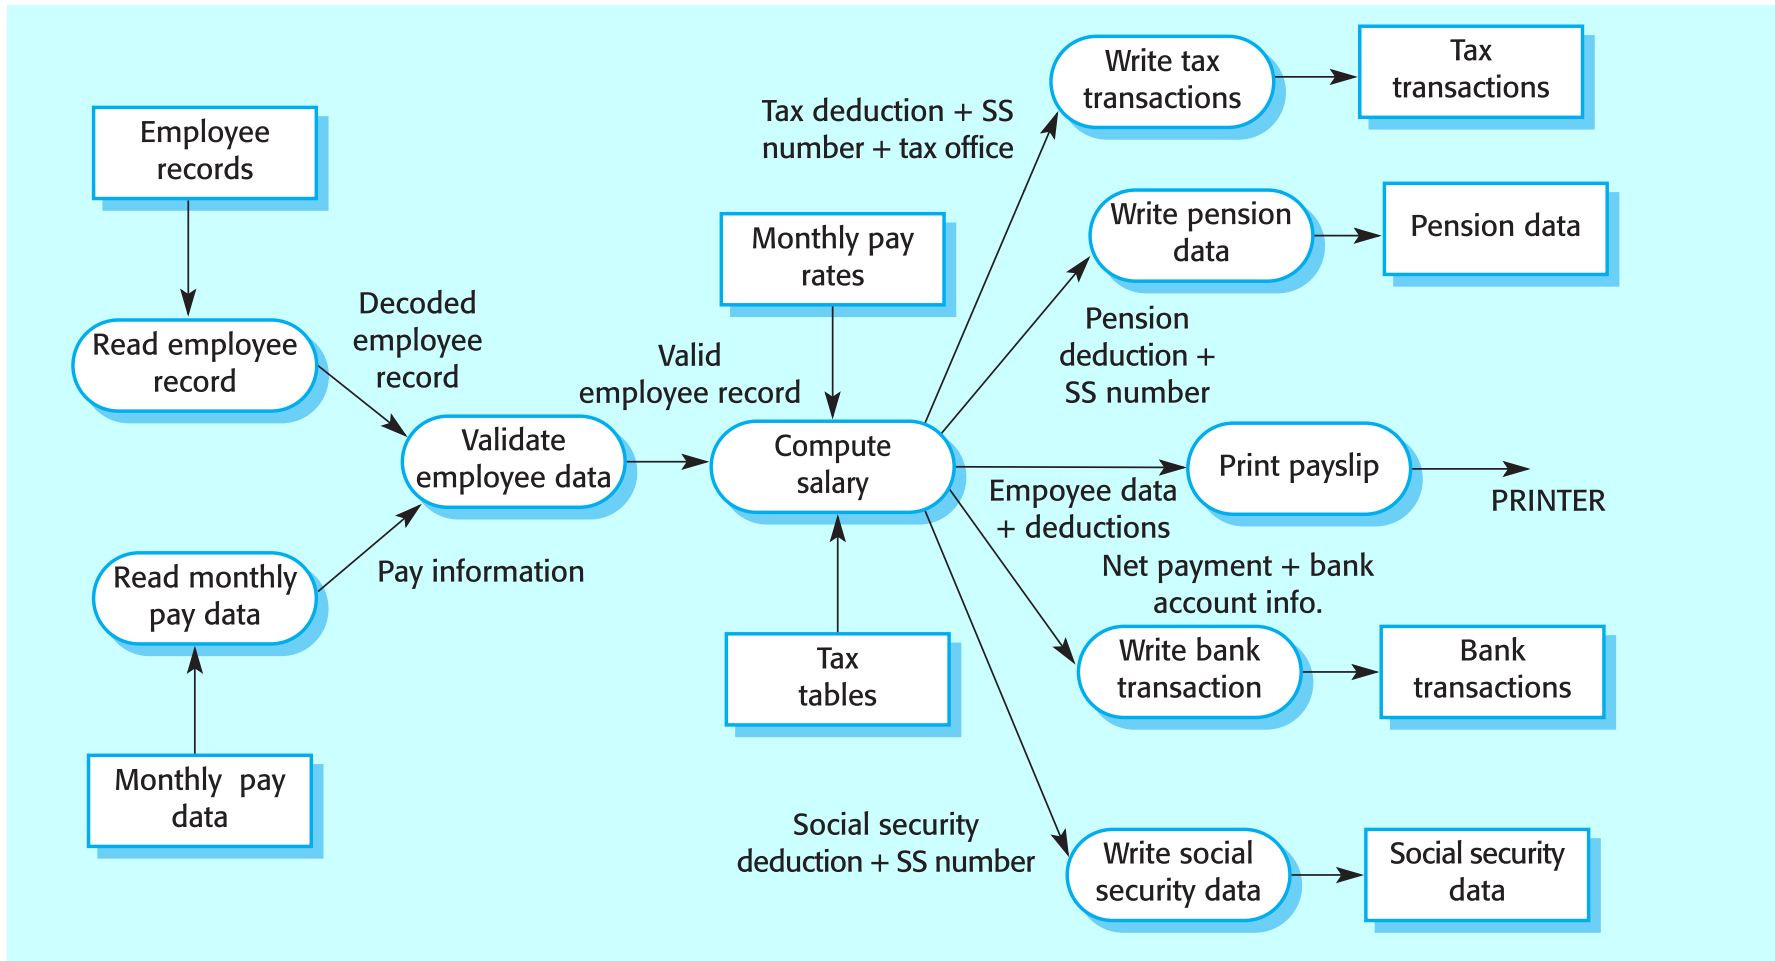 Employee
records
Read employee
record
Decoded
employee
record
Validate
employee data
Read monthly
pay data
Pay information
Monthly pay
data
Valid
employee record
Monthly pay
rates
Compute
salary
Tax
tables
Tax deduction + SS
number + tax office
Write tax
transactions
Tax
transactions
Pension
deduction +
SS number
Write pension
data
Pension data
Empoyee data
+ deductions
Print payslip
PRINTER
Net payment + bank
account info.
Write bank
transaction
Bank
transactions
Social security
deduction + SS number
Write social
security data
Social security
data